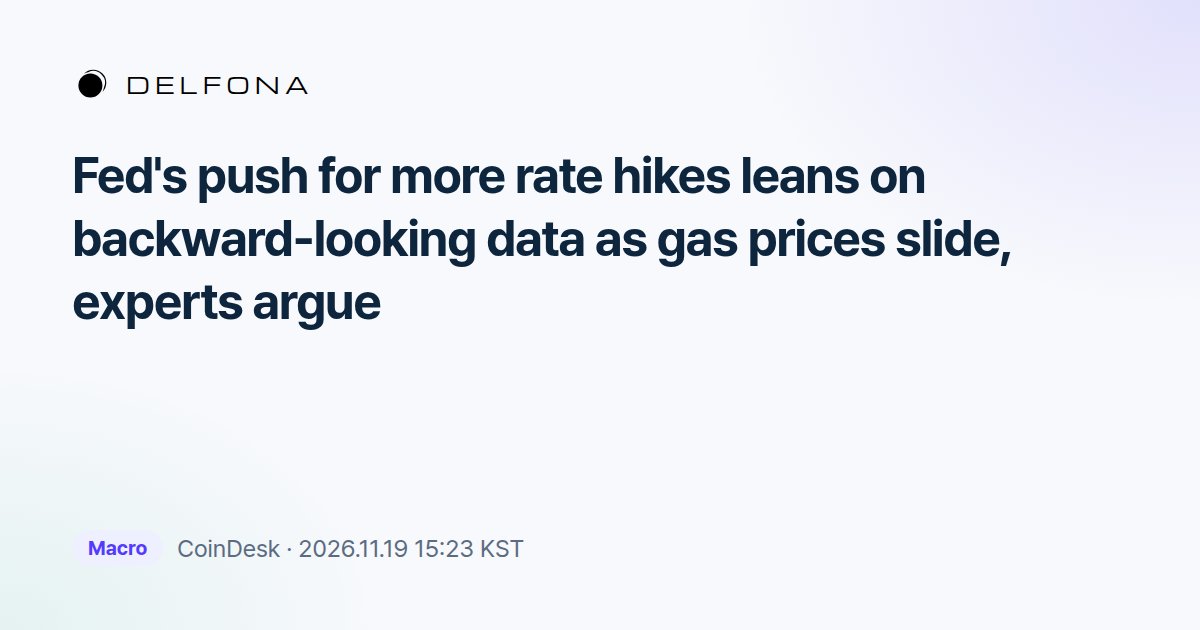 DELFONA
Fed's push for more rate hikes leans on
backward-looking data as gas prices slide,
experts argue
Macro CoinDesk · 2026.11.19 15:23 KST